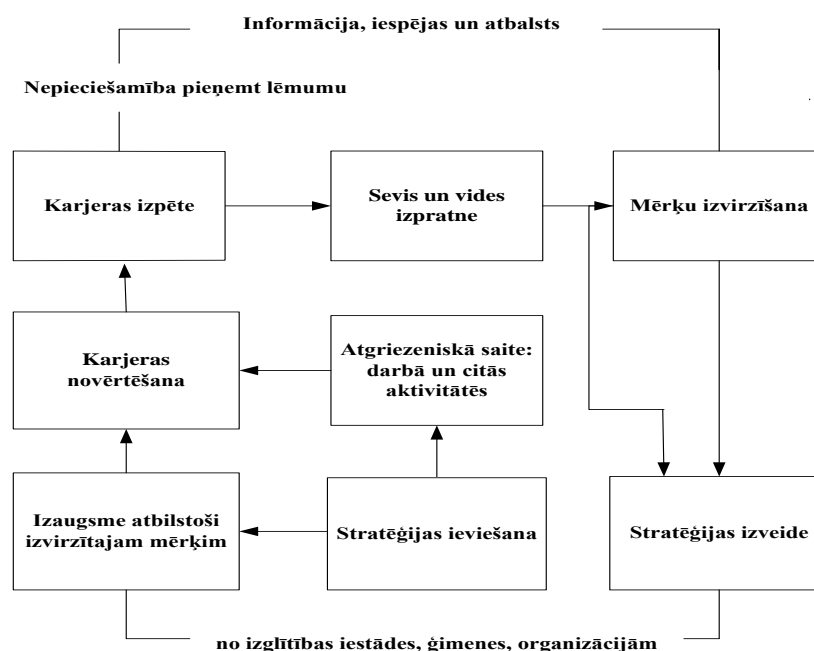 Informācija, iespējas un atbalsts
Nepieciešamība pieņemt lēmumu
Karjeras izpēte
Sevis un vides
izpratne
Mērķu izvirzīšana
Karjeras
novērtēšana
Atgriezeniskā saite:
darbā un citās
aktivitātēs
Izaugsme atbilstoši
izvirzītajam mērķim
Stratēģijas ieviešana
Stratēģijas izveide
no izglītības iestādes, ģimenes, organizācijām